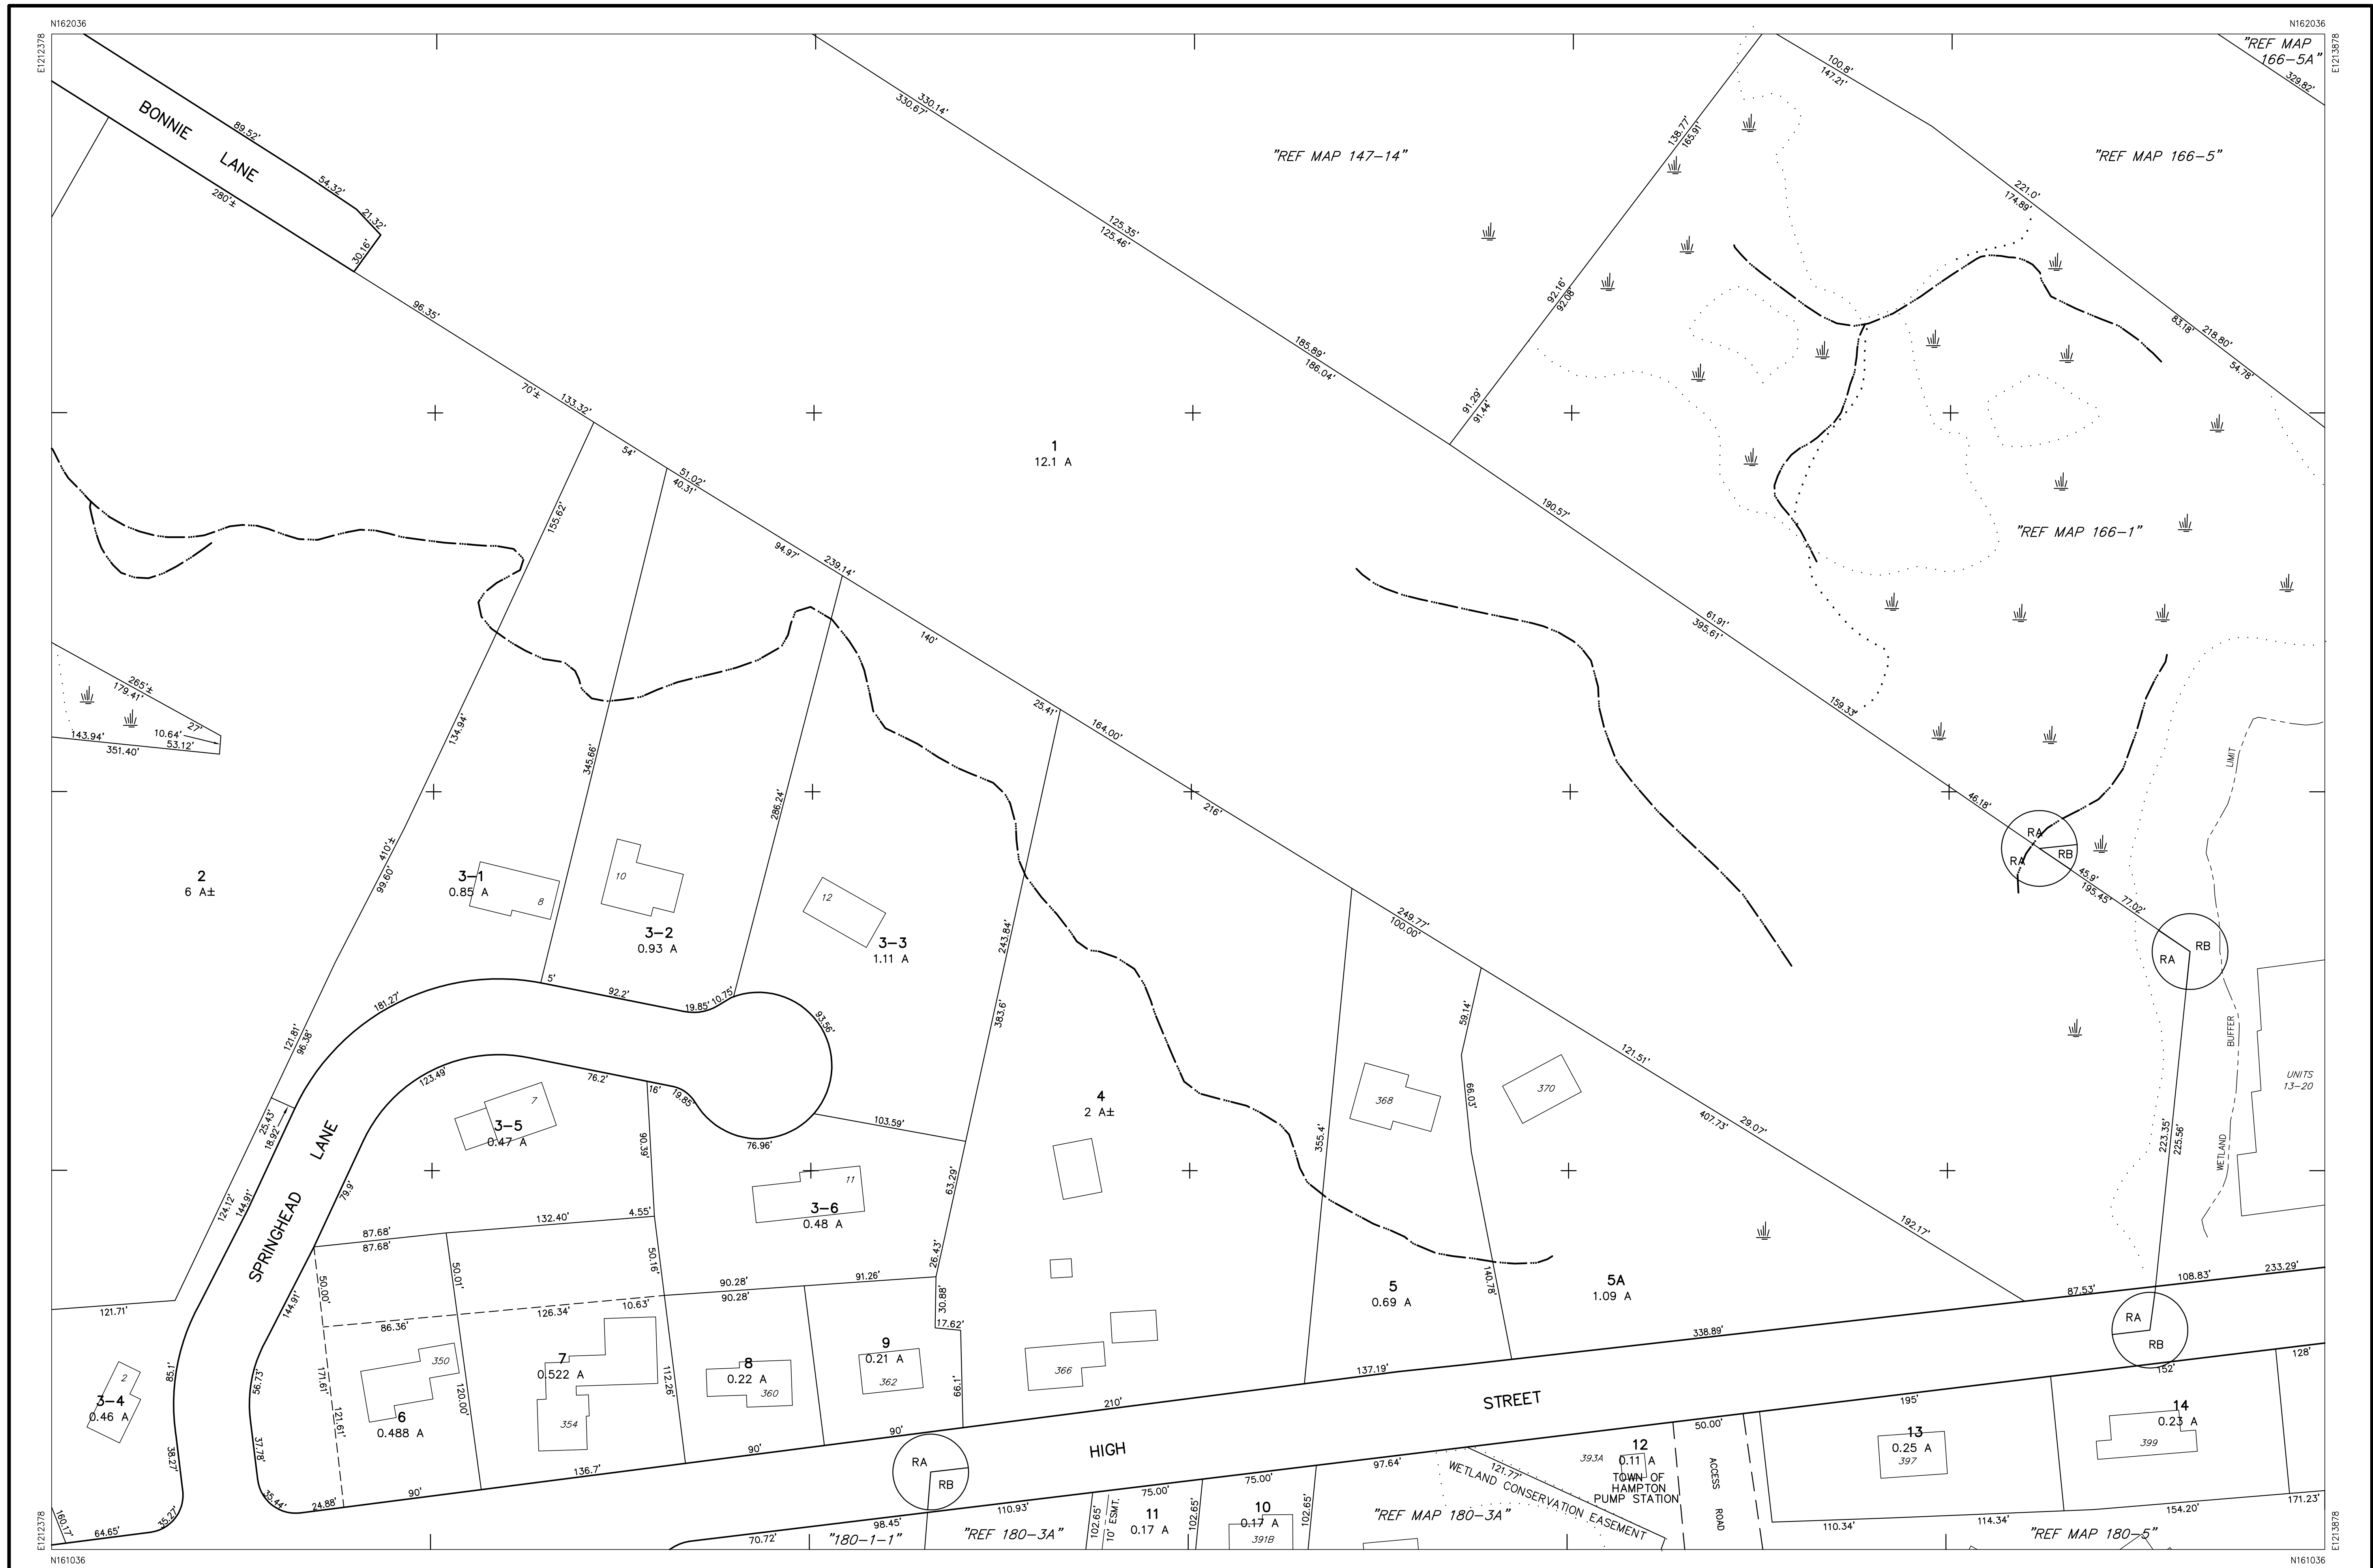 N162036
N162036
E1212378
E1213878
"REF MAP
166-5A"
329.82'
BONNIE
LANE
89.52'
54.32'
21.32'
30.16'
280'±
330.14'
330.67'
"REF MAP 147-14"
138.77'
165.91'
100.8'
147.21'
"REF MAP 166-5"
221.0'
174.89'
125.35'
125.46'
92.16'
92.08'
96.35'
185.89'
186.04'
83.18'
218.80'
54.78'
70'±
133.32'
91.29'
91.44'
54'
51.02'
40.31'
1
12.1 A
155.62'
190.57'
"REF MAP 166-1"
94.97'
239.14'
140'
61.91'
395.61'
265'±
179.41'
27'
10.64'
53.12'
143.94'
351.40'
134.94'
345.66'
25.41'
164.00'
159.33'
LIMIT
286.24'
216'
46.18'
RA
RA
RB
410'±
99.60'
2
6 A±
3-1
0.85 A
8
10
3-2
0.93 A
12
3-3
1.11 A
243.84'
383.6'
249.77'
100.00'
45.9'
195.45'
77.02'
RB
RA
5'
92.2'
19.85'
10.75'
93.56'
181.27'
121.81'
96.38'
59.14'
121.51'
BUFFER
UNITS
13-20
123.49'
76.2'
16'
19.85'
7
3-5
0.47 A
90.39'
76.96'
103.59'
4
2 A±
368
370
66.03'
407.73'
29.07'
355.4'
223.35'
225.56'
WETLAND
25.43'
18.92'
SPRINGHEAD
LANE
124.12'
144.91'
79.9'
11
3-6
0.48 A
63.29'
192.17'
87.68'
87.68'
132.40'
4.55'
50.00'
50.01'
50.16'
26.43'
90.28'
90.28'
91.26'
30.88'
17.62'
5
0.69 A
140.78'
5A
1.09 A
87.53'
108.83'
233.29'
121.71'
144.91'
86.36'
126.34'
10.63'
RA
RB
338.89'
85.1'
56.73'
171.61'
121.61'
120.00'
112.26'
350
7
0.522 A
354
8
0.22 A
360
9
0.21 A
362
66.1'
366
137.19'
2
3-4
0.46 A
6
0.488 A
210'
STREET
195'
152'
128'
38.27'
37.78'
90'
90'
HIGH
50.00'
13
0.25 A
397
14
0.23 A
399
35.27'
35.44'
24.88'
90'
136.7'
RA
RB
97.64'
121.77'
WETLAND CONSERVATION EASEMENT
393A
12
0.11 A
TOWN OF
HAMPTON
PUMP STATION
ACCESS
ROAD
160.17'
64.65'
70.72'
98.45'
110.93'
75.00'
75.00'
102.65'
10' ESMT.
102.65'
102.65'
11
0.17 A
10
0.17 A
391B
"180-1-1"
"REF 180-3A"
"REF MAP 180-3A"
110.34'
114.34'
154.20'
171.23'
"REF MAP 180-5"
E1212378
E1213878
N161036
N161036